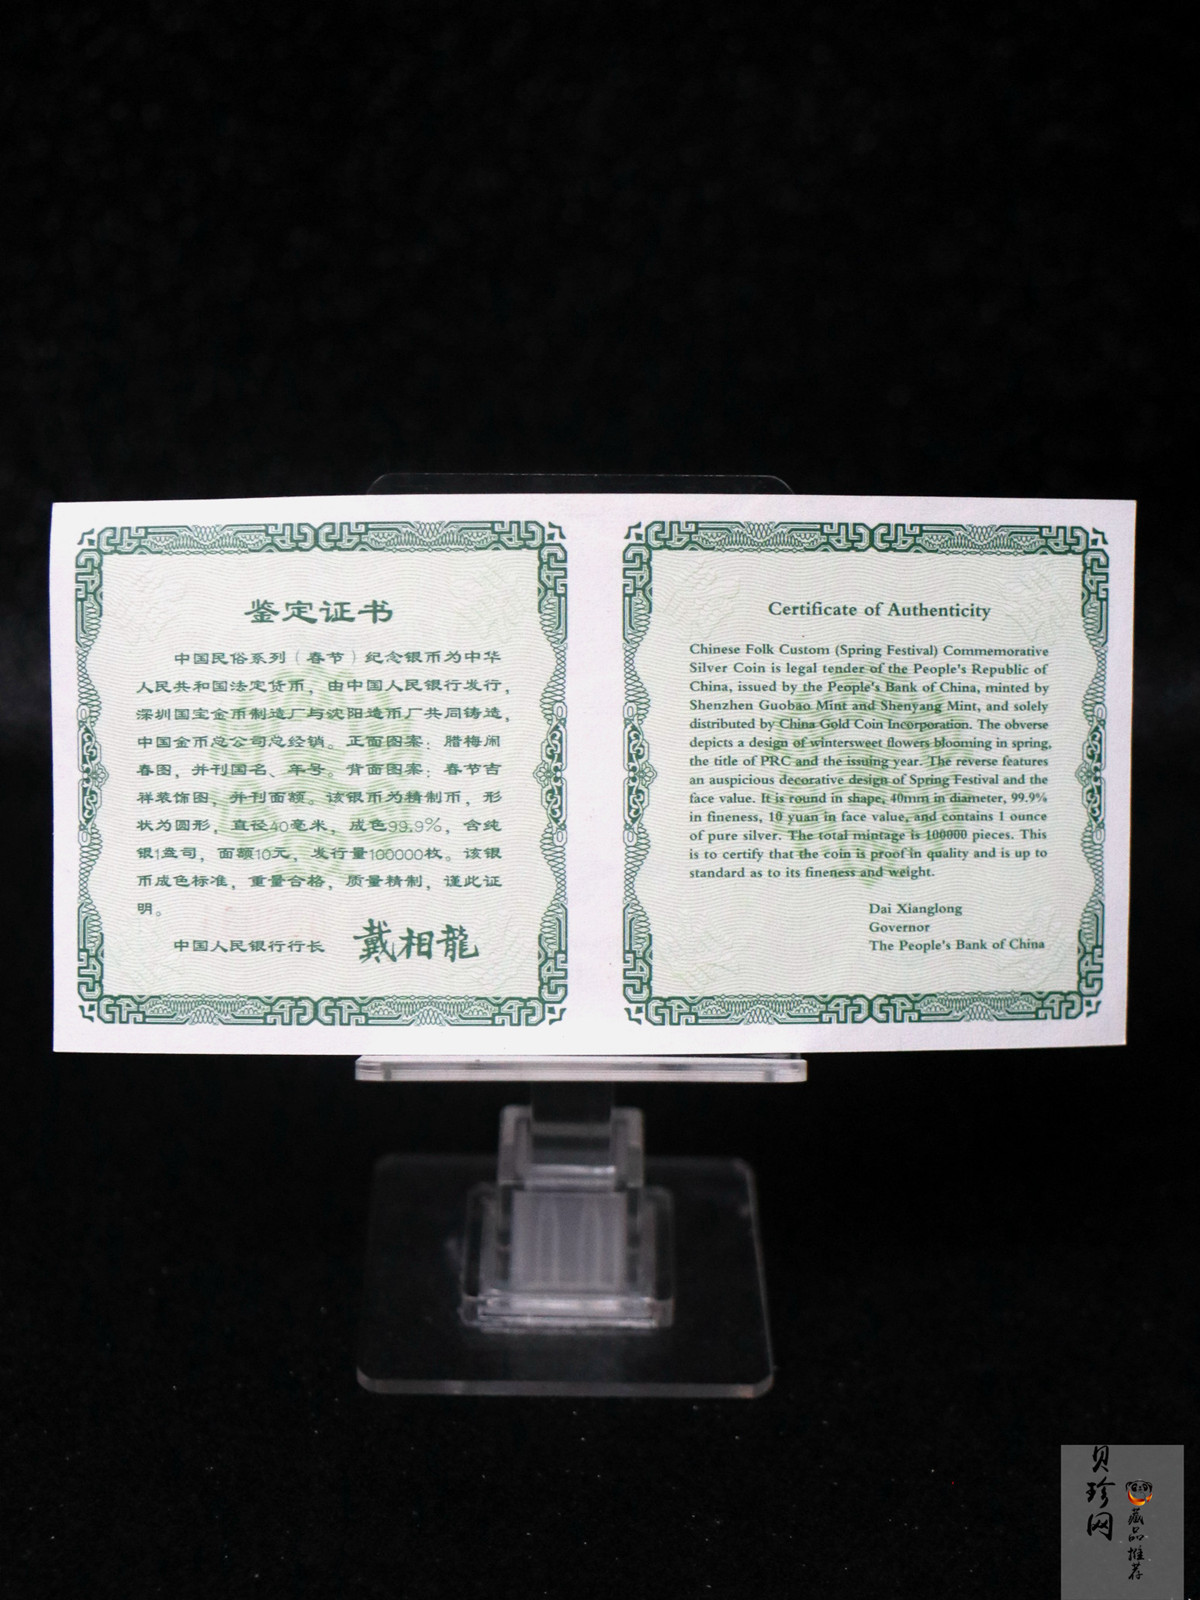 鉴定证书
中国民俗系列（春节）纪念银币为中华
人民共和国法定货币，由中国人民银行发行，
深圳国宝金币制造厂与沈阳造币厂共同铸造，
中国金币总公司总经销。正面图案：腊梅闹
春图，并刊国名、年号。背面图案：春节吉
祥装饰图，并刊面额。该银币为精制币，形
状为圆形，直径40毫米，成色99.9%，含纯
银1盎司，面额10元，发行量100000枚。该银
币成色标准，重量合格，质量精制，谨此证
明。
中国人民银行行长 戴相龍
Certificate of Authenticity
Chinese Folk Custom (Spring Festival) Commemorative
Silver Coin is legal tender of the People's Republic of
China, issued by the People's Bank of China, minted by
Shenzhen Guobao Mint and Shenyang Mint, and solely
distributed by China Gold Coin Incorporation. The obverse
depicts a design of wintersweet flowers blooming in spring,
the title of PRC and the issuing year. The reverse features
an auspicious decorative design of Spring Festival and the
face value. It is round in shape, 40mm in diameter, 99.9%
in fineness, 10 yuan in face value, and contains 1 ounce
of pure silver. The total mintage is 100000 pieces. This
is to certify that the coin is proof in quality and is up to
standard as to its fineness and weight.
Dai Xianglong
Governor
The People's Bank of China
贝珍网
藏品推荐